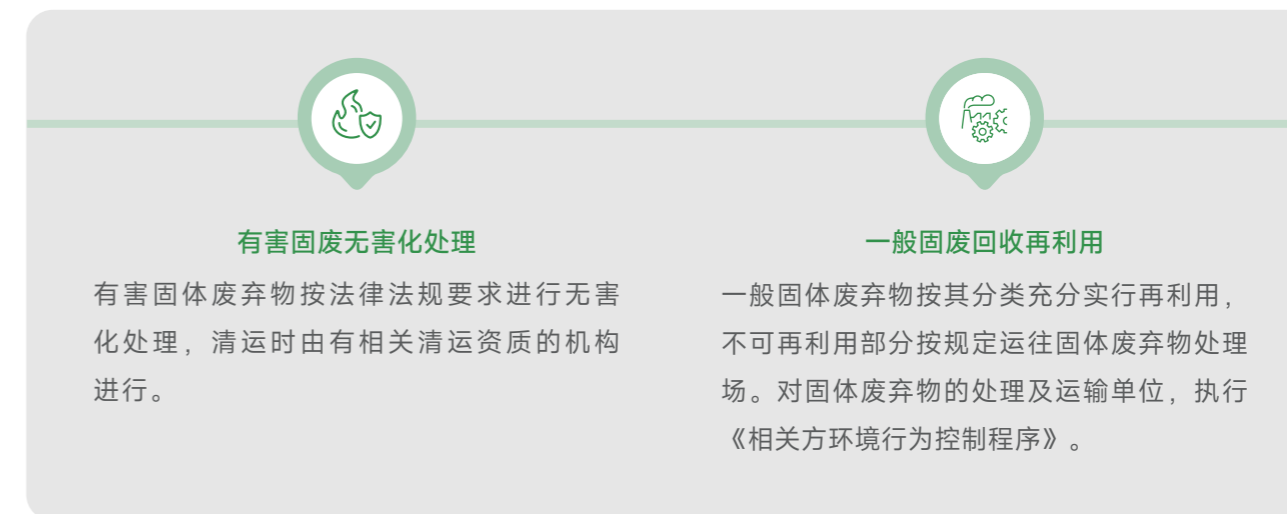 有害固废无害化处理
有害固体废弃物按法律法规要求进行无害
化处理，清运时由有相关清运资质的机构
进行。
一般固废回收再利用
一般固体废弃物按其分类充分实行再利用，
不可再利用部分按规定运往固体废弃物处理
场。对固体废弃物的处理及运输单位，执行
《相关方环境行为控制程序》。